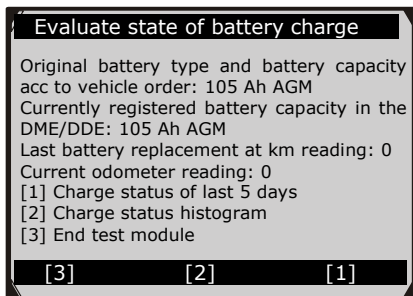 Evaluate state of battery charge
Original battery type and battery capacity
acc to vehicle order: 105 Ah AGM
Currently registered battery capacity in the
DME/DDE: 105 Ah AGM
Last battery replacement at km reading: 0
Current odometer reading: 0
[1] Charge status of last 5 days
[2] Charge status histogram
[3] End test module
[3] [2] [1]